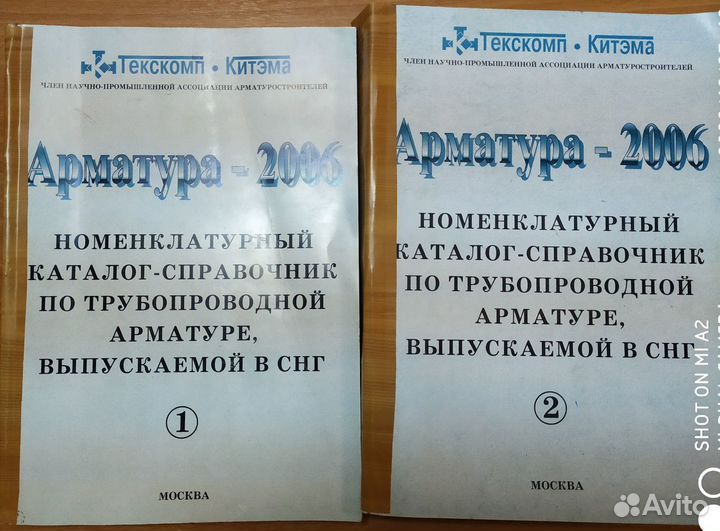 Текскомп • Китэма
ЧЛЕН НАУЧНО-ПРОМЫШЛЕННОЙ АССОЦИАЦИИ АРМАТУРОСТРОИТЕЛЕЙ
Арматура - 2006
НОМЕНКЛАТУРНЫЙ
КАТАЛОГ-СПРАВОЧНИК
ПО ТРУБОПРОВОДНОЙ
АРМАТУРЕ,
ВЫПУСКАЕМОЙ В СНГ
1
МОСКВА
Текскомп • Китэма
ЧЛЕН НАУЧНО-ПРОМЫШЛЕННОЙ АССОЦИАЦИИ АРМАТУРОСТРОИТЕЛЕЙ
Арматура - 2006
НОМЕНКЛАТУРНЫЙ
КАТАЛОГ-СПРАВОЧНИК
ПО ТРУБОПРОВОДНОЙ
АРМАТУРЕ,
ВЫПУСКАЕМОЙ В СНГ
2
МОСКВА
SHOT ON MI A2
Avito